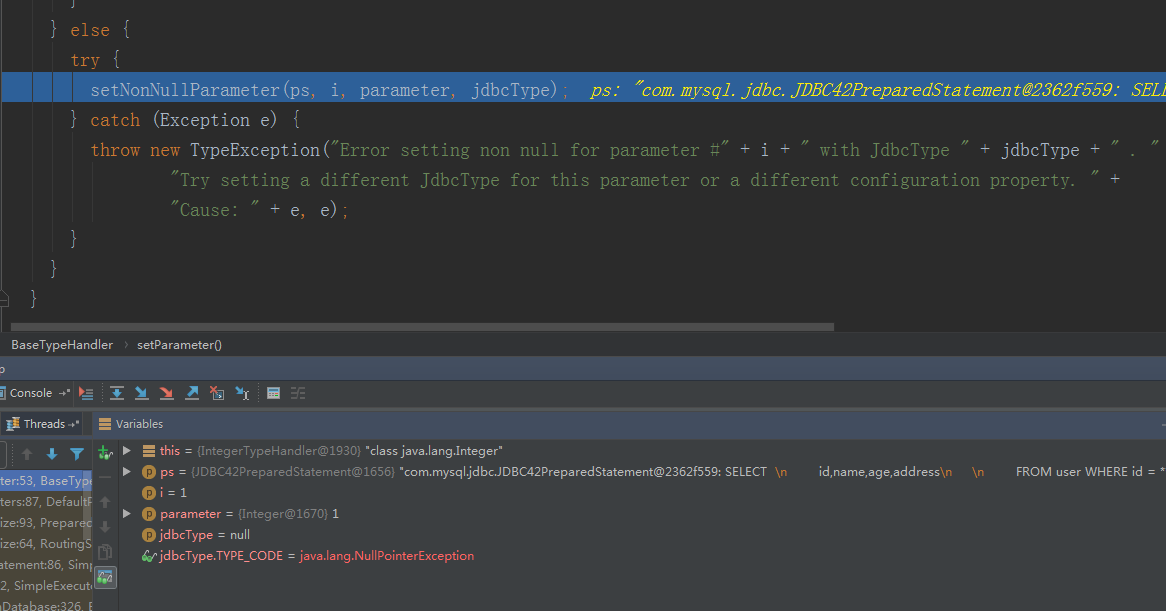 }
} else {
try {
setNonNullParameter(ps, i, parameter, jdbcType);  ps: "com.mysql.jdbc.JDBC42PreparedStatement@2362f559: SELE
} catch (Exception e) {
throw new TypeException("Error setting non null for parameter #" + i + " with JdbcType " + jdbcType + " . "
"Try setting a different JdbcType for this parameter or a different configuration property. " +
"Cause: " + e, e);
}
}
}
BaseTypeHandler › setParameter()
p
Console
Threads
Variables
this = {IntegerTypeHandler@1930} "class java.lang.Integer"
ps = {JDBC42PreparedStatement@1656} "com.mysql.jdbc.JDBC42PreparedStatement@2362f559: SELECT \n id,name,age,address\n \n FROM user WHERE id = *
i = 1
parameter = {Integer@1670} 1
jdbcType = null
jdbcType.TYPE_CODE = java.lang.NullPointerException
ter:53, BaseType
ters:87, DefaultP
ize:93, Prepared
ize:64, RoutingS
atement:86, Simp
2, SimpleExecuto
nDatabase:326, B